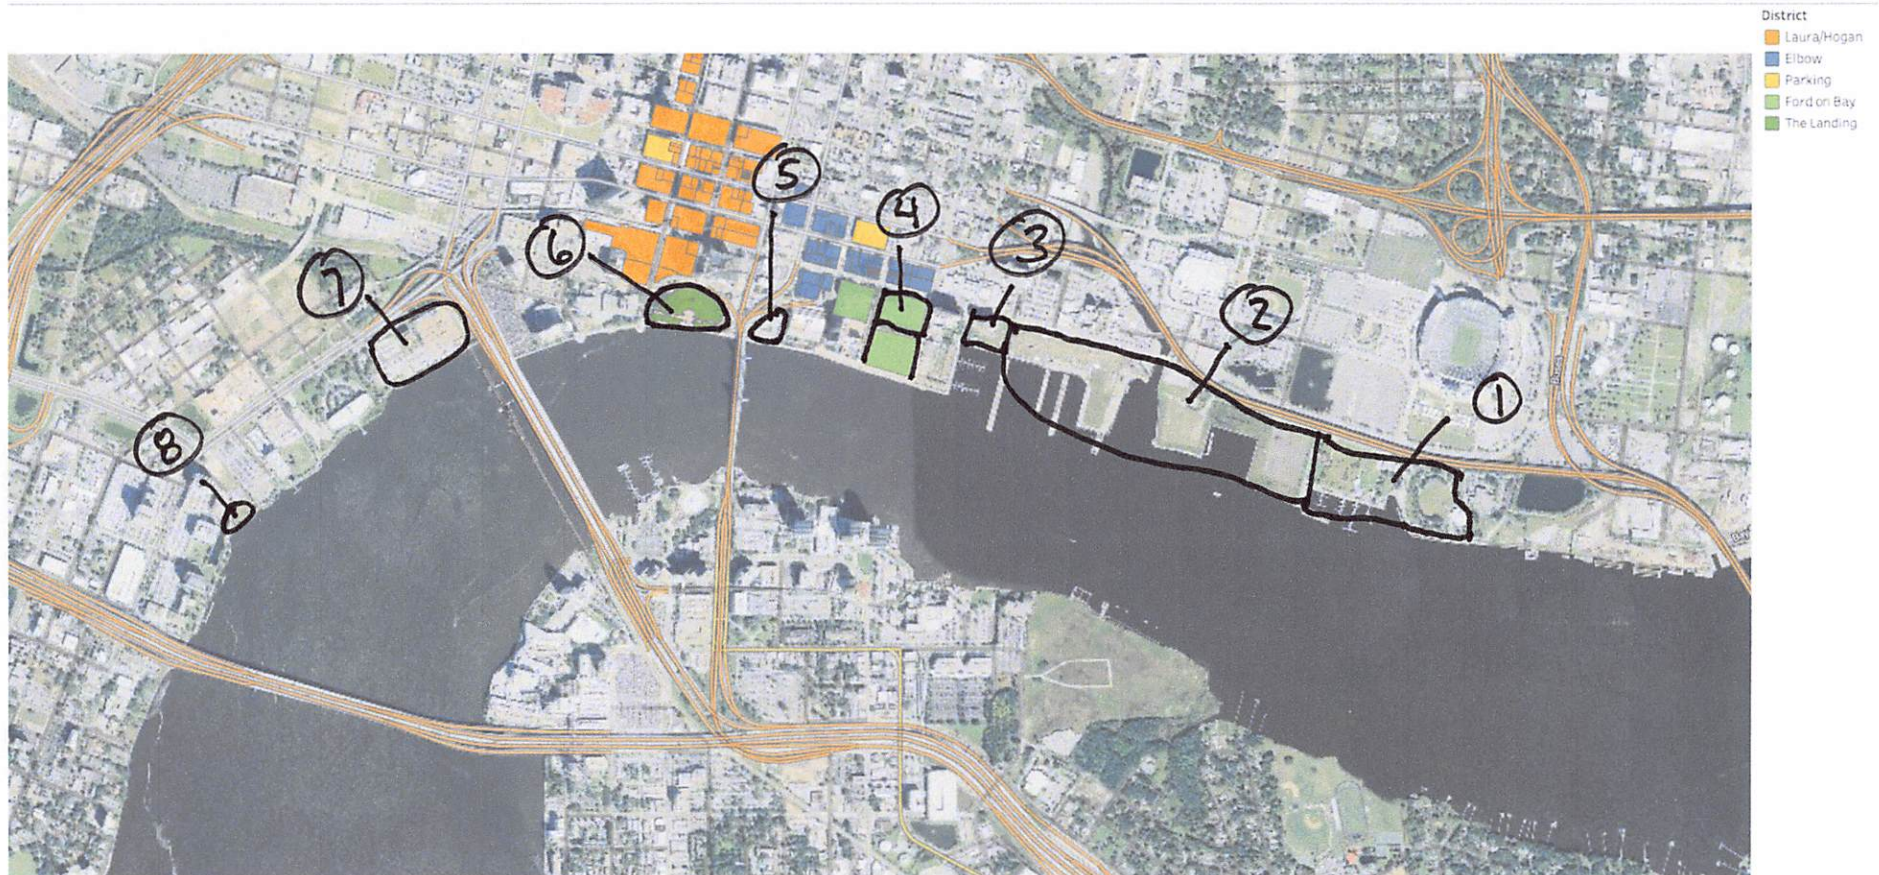 District
Laura/Hogan
Elbow
Parking
Ford on Bay
The Landing
5
4
6
3
7
2
1
8